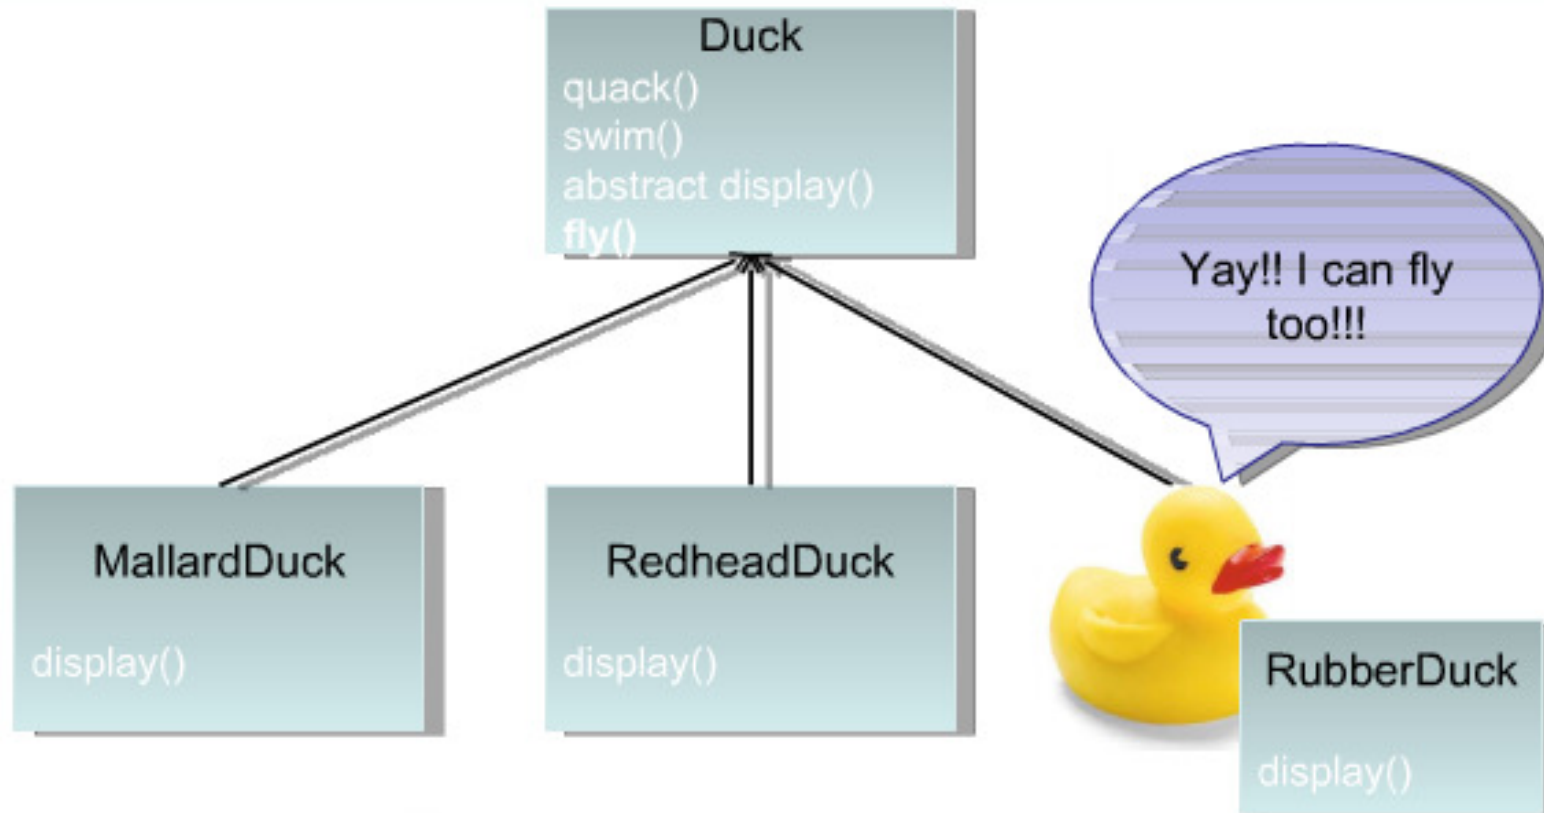 Duck
quack()
swim()
abstract display()
fly()
Yay!! I can fly
too!!!
MallardDuck
display()
RedheadDuck
display()
RubberDuck
display()